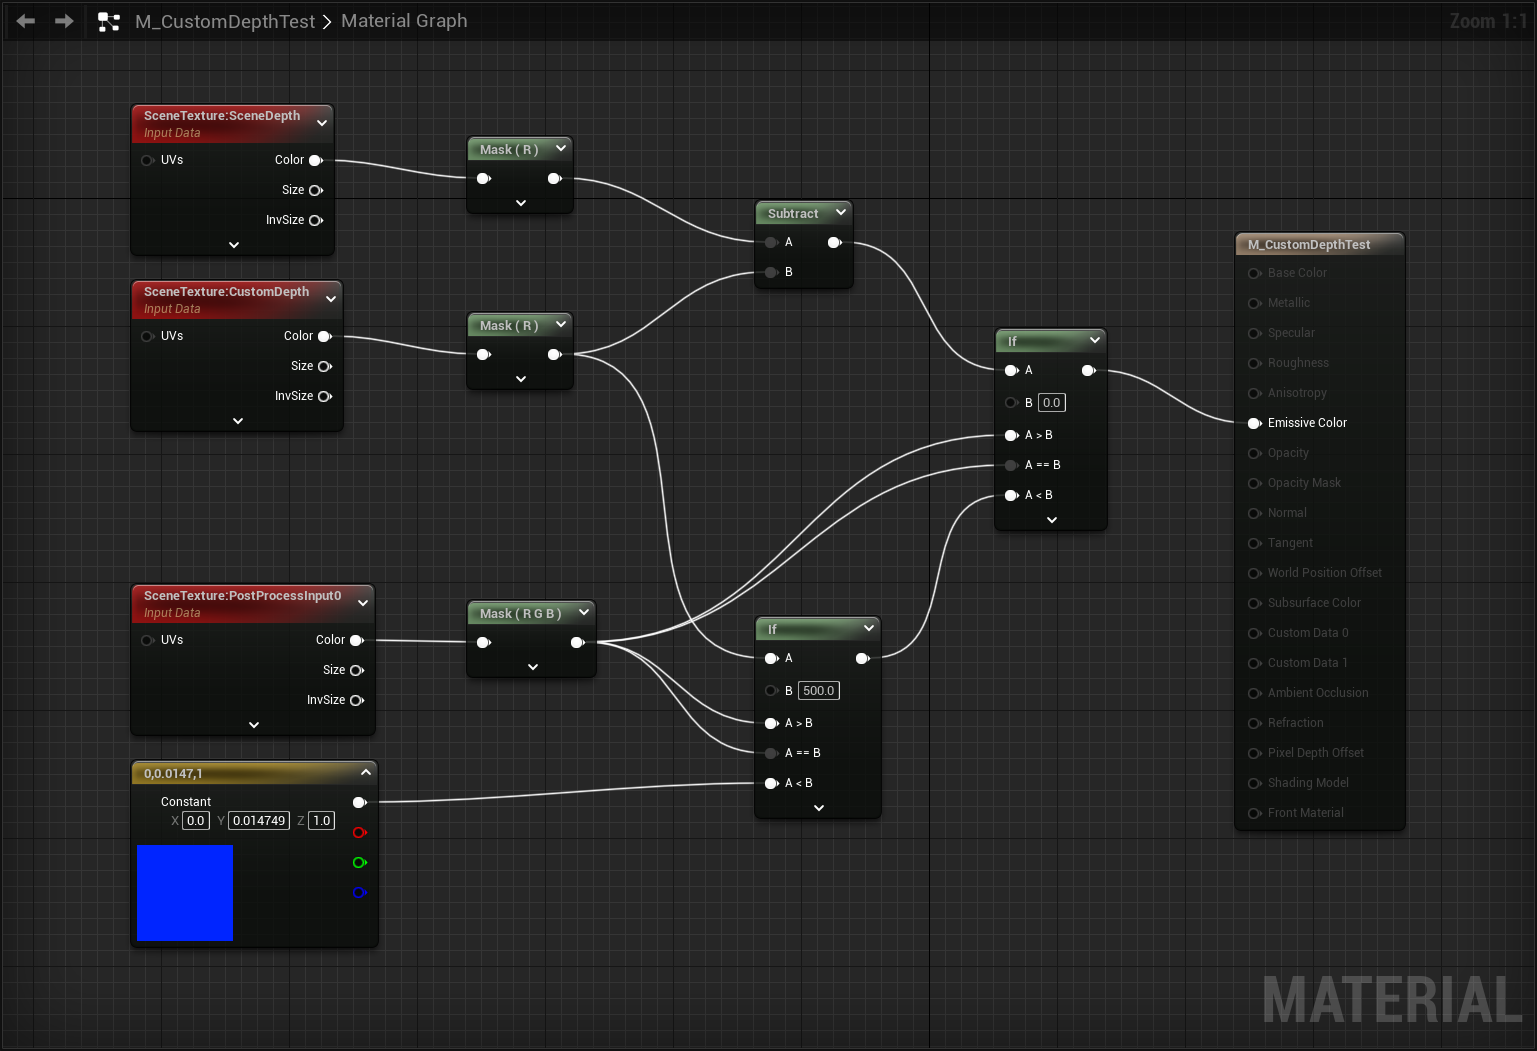 M_CustomDepthTest > Material Graph
Zoom 1:1
SceneTexture:SceneDepth
Input Data
UVs
Color
Size
InvSize
Mask ( R )
SceneTexture:CustomDepth
Input Data
UVs
Color
Size
InvSize
Mask ( R )
Subtract
A
B
If
A
B 0.0
A > B
A == B
A < B
SceneTexture:PostProcessInput0
Input Data
UVs
Color
Size
InvSize
Mask ( R G B )
If
A
B 500.0
A > B
A == B
A < B
0,0.0147,1
Constant
X 0.0 Y 0.014749 Z 1.0
M_CustomDepthTest
Base Color
Metallic
Specular
Roughness
Anisotropy
Emissive Color
Opacity
Opacity Mask
Normal
Tangent
World Position Offset
Subsurface Color
Custom Data 0
Custom Data 1
Ambient Occlusion
Refraction
Pixel Depth Offset
Shading Model
Front Material
MATERIAL